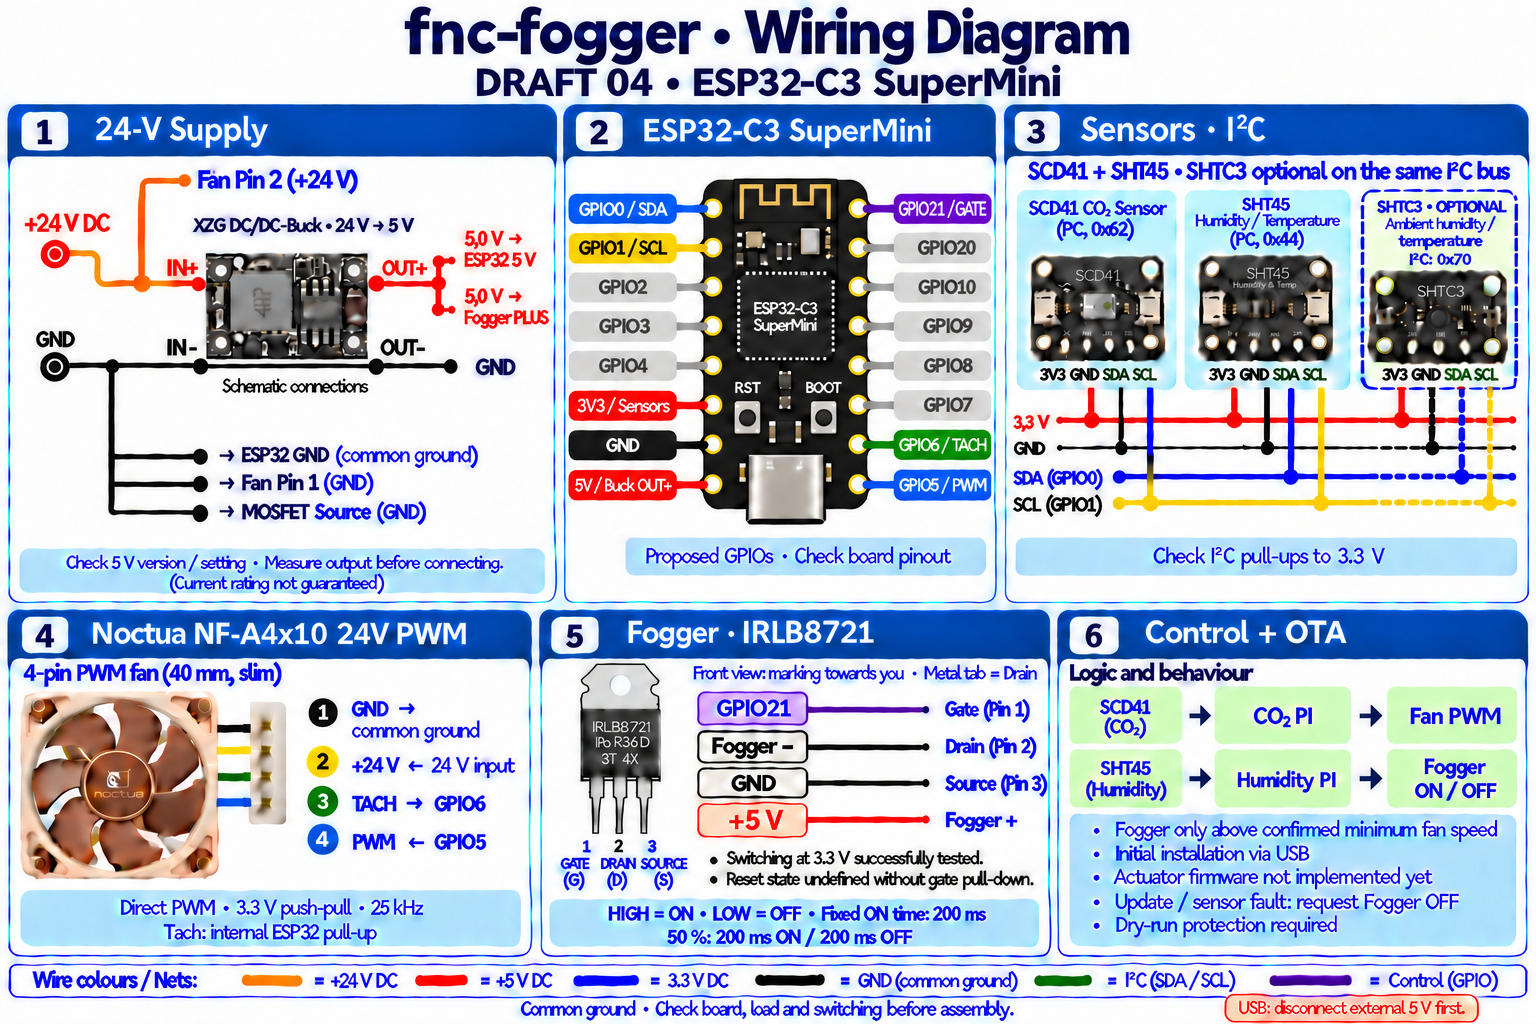 fnc-fogger • Wiring Diagram
DRAFT 04 • ESP32-C3 SuperMini
1 24-V Supply
Fan Pin 2 (+24 V)
+24 V DC
XZG DC/DC-Buck • 24 V → 5 V
IN+
OUT+
5,0 V →
ESP32 5 V
5,0 V →
Fogger PLUS
GND
IN-
OUT-
GND
Schematic connections
→ ESP32 GND (common ground)
→ Fan Pin 1 (GND)
→ MOSFET Source (GND)
Check 5 V version / setting • Measure output before connecting.
(Current rating not guaranteed)
2 ESP32-C3 SuperMini
GPIO0 / SDA
GPIO1 / SCL
GPIO2
GPIO3
GPIO4
3V3 / Sensors
GND
5V / Buck OUT+
ESP32-C3
SuperMini
RST
BOOT
GPIO21 /GATE
GPIO20
GPIO10
GPIO9
GPIO8
GPIO7
GPIO6 / TACH
GPIO5 / PWM
Proposed GPIOs • Check board pinout
3 Sensors · I²C
SCD41 + SHT45 • SHTC3 optional on the same I²C bus
SCD41 CO₂ Sensor
(PC, 0x62)
SCD41
3V3 GND SDA SCL
SHT45
Humidity / Temperature
(PC, 0x44)
SHT45
Humidity & Temp
3V3 GND SDA SCL
SHTC3 • OPTIONAL
Ambient humidity /
temperature
I²C: 0x70
SHTC3
3V3 GND SDA SCL
3,3 V
GND
SDA (GPIO0)
SCL (GPIO1)
Check I²C pull-ups to 3.3 V
4 Noctua NF-A4x10 24V PWM
4-pin PWM fan (40 mm, slim)
noctua
1 GND →
common ground
2 +24 V ← 24 V input
3 TACH → GPIO6
4 PWM ← GPIO5
Direct PWM • 3.3 V push-pull • 25 kHz
Tach: internal ESP32 pull-up
5 Fogger · IRLB8721
Front view: marking towards you • Metal tab = Drain
IRLB8721
IPo R36 D
3T 4X
1 2 3
GATE DRAIN SOURCE
(G) (D) (S)
GPIO21 Gate (Pin 1)
Fogger – Drain (Pin 2)
GND Source (Pin 3)
+5 V Fogger +
• Switching at 3.3 V successfully tested.
• Reset state undefined without gate pull-down.
HIGH = ON • LOW = OFF • Fixed ON time: 200 ms
50 %: 200 ms ON / 200 ms OFF
6 Control + OTA
Logic and behaviour
SCD41
(CO₂)
→ CO₂ PI → Fan PWM
SHT45
(Humidity)
→ Humidity PI →
Fogger
ON / OFF
• Fogger only above confirmed minimum fan speed
• Initial installation via USB
• Actuator firmware not implemented yet
• Update / sensor fault: request Fogger OFF
• Dry-run protection required
Wire colours / Nets: = +24 V DC = +5 V DC = 3.3 V DC = GND (common ground) = I²C (SDA / SCL) = Control (GPIO)
Common ground • Check board, load and switching before assembly.
USB: disconnect external 5 V first.